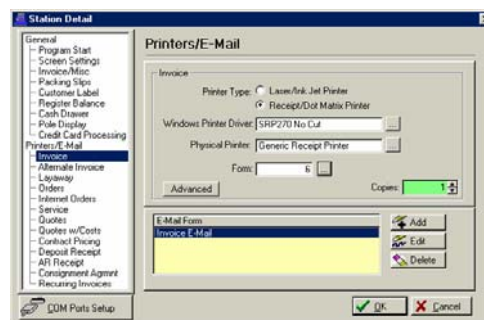 Station Detail
General
Program Start
Screen Settings
Invoice/Misc
Packing Slips
Customer Label
Register Balance
Cash Drawer
Pole Display
Credit Card Processing
Printers/E-Mail
Invoice
Alternate Invoice
Layaway
Orders
Internet Orders
Service
Quotes
Quotes w/Costs
Contract Pricing
Deposit Receipt
AR Receipt
Consignment Agrmnt
Recurring Invoices
COM Ports Setup
Printers/E-Mail
Invoice
Printer Type: Laser/Ink Jet Printer
Receipt/Dot Matrix Printer
Windows Printer Driver: SRP270 No Cut ...
Physical Printer: Generic Receipt Printer ...
Form: 6 ...
Advanced Copies: 1
E-Mail Form
Invoice E-Mail
Add
Edit
Delete
OK Cancel